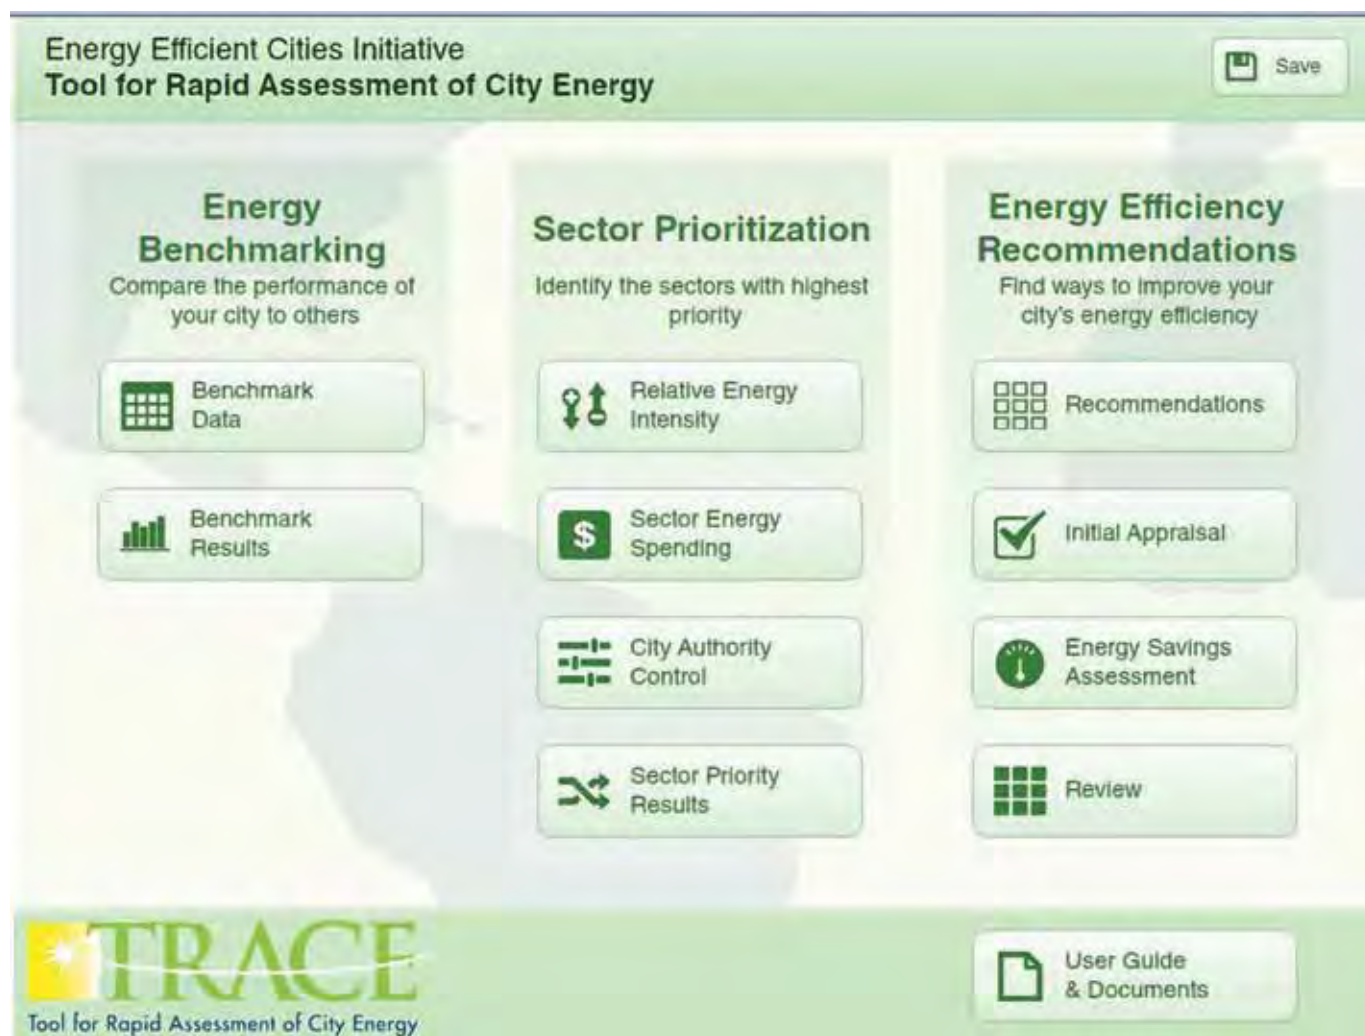 Energy Efficient Cities Initiative
Tool for Rapid Assessment of City Energy
Save
Energy
Benchmarking
Compare the performance of
your city to others
Benchmark
Data
Benchmark
Results
Sector Prioritization
Identify the sectors with highest
priority
Relative Energy
Intensity
$
Sector Energy
Spending
City Authority
Control
Sector Priority
Results
Energy Efficiency
Recommendations
Find ways to improve your
city's energy efficiency
Recommendations
Initial Appraisal
Energy Savings
Assessment
Review
TRACE
Tool for Rapid Assessment of City Energy
User Guide
& Documents